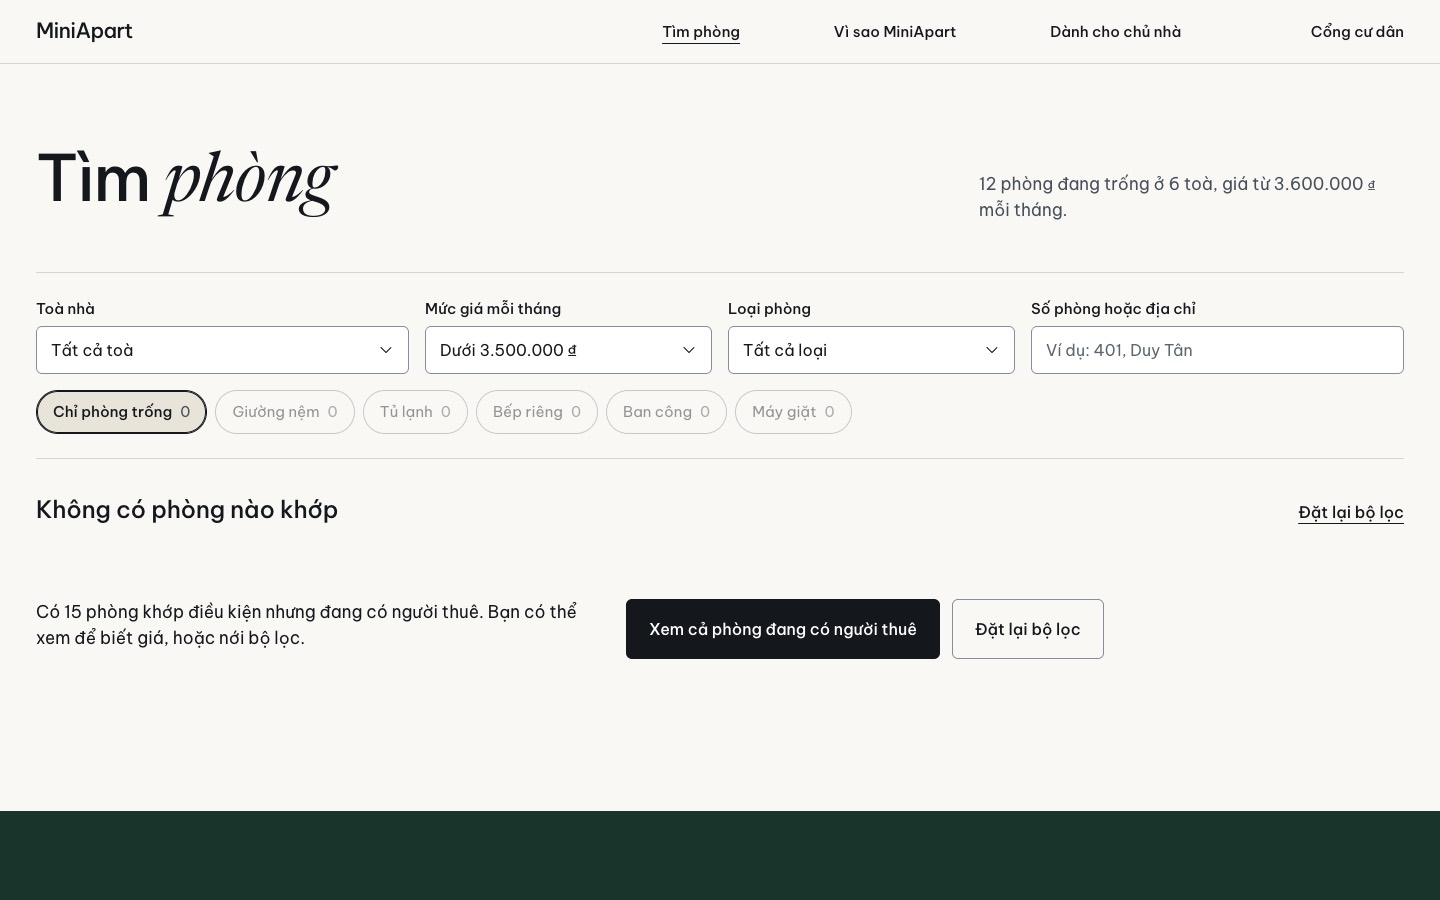 MiniApart
Tìm phòng
Vì sao MiniApart
Dành cho chủ nhà
Cổng cư dân
Tìm phòng
12 phòng đang trống ở 6 toà, giá từ 3.600.000 ₫
mỗi tháng.
Toà nhà
Mức giá mỗi tháng
Loại phòng
Số phòng hoặc địa chỉ
Tất cả toà
Dưới 3.500.000 ₫
Tất cả loại
Ví dụ: 401, Duy Tân
Chỉ phòng trống 0
Giường nệm 0
Tủ lạnh 0
Bếp riêng 0
Ban công 0
Máy giặt 0
Không có phòng nào khớp
Đặt lại bộ lọc
Có 15 phòng khớp điều kiện nhưng đang có người thuê. Bạn có thể
xem để biết giá, hoặc nới bộ lọc.
Xem cả phòng đang có người thuê
Đặt lại bộ lọc